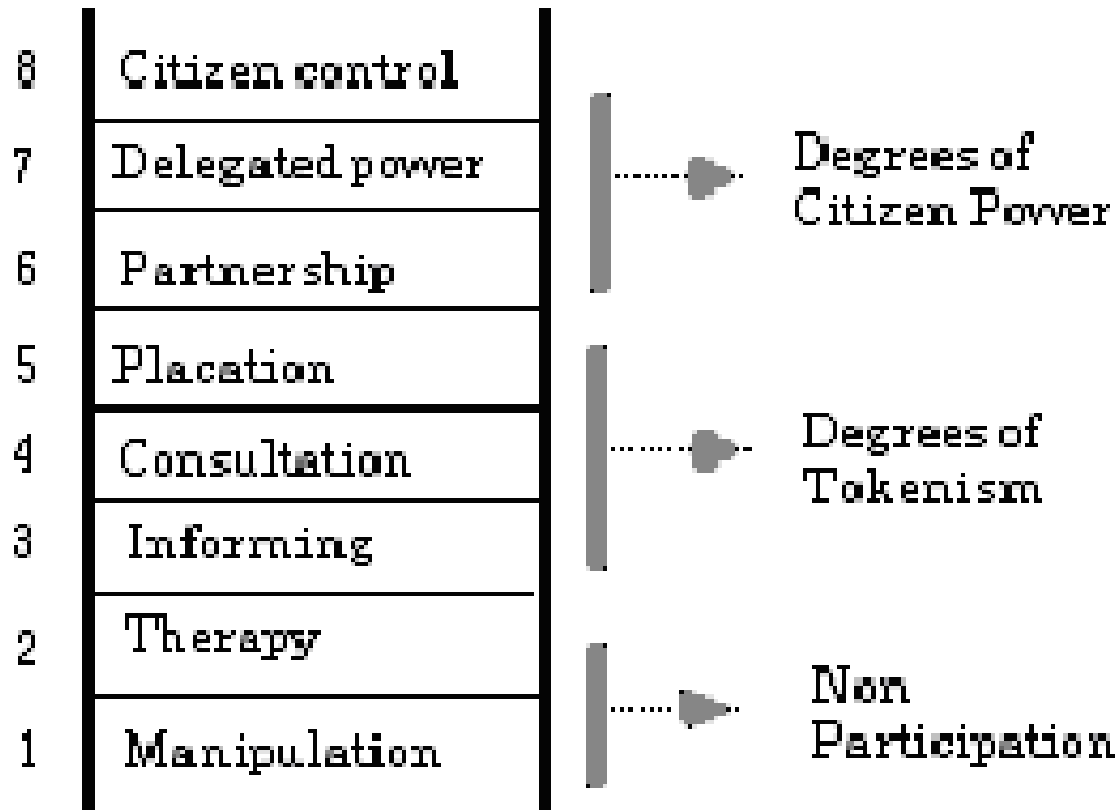 8 Citizen control
7 Delegated power
6 Partnership
5 Placation
4 Consultation
3 Informing
2 Therapy
1 Manipulation
Degrees of
Citizen Power
Degrees of
Tokenism
Non
Participation